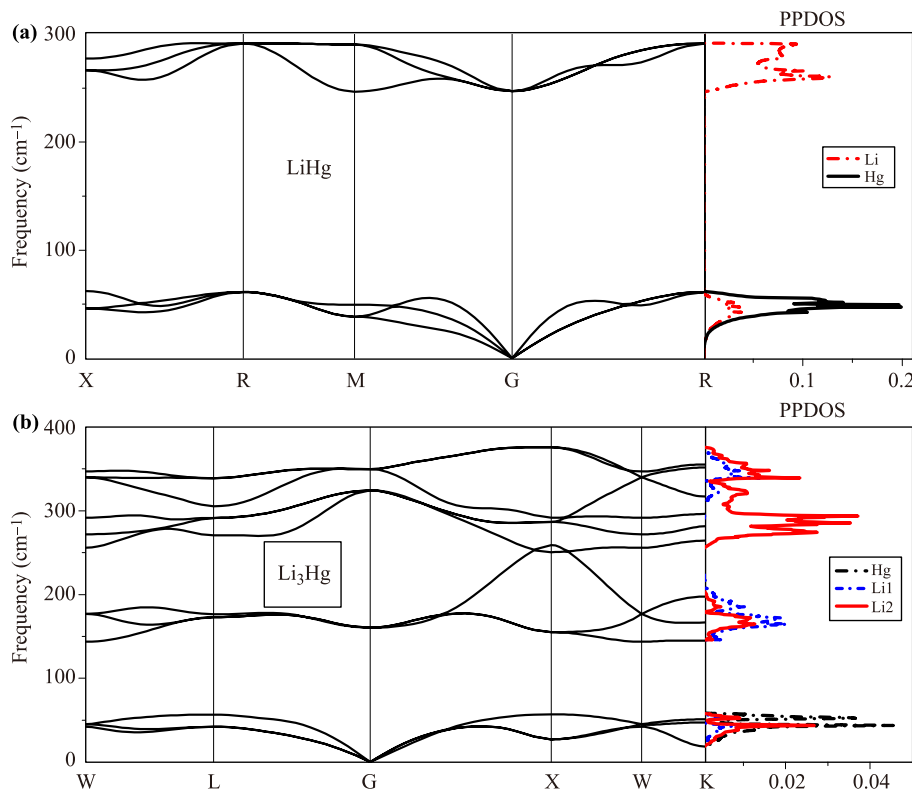 PPDOS
(a)
300
200
100
0
Frequency (cm⁻¹)
LiHg
Li
Hg
X R M G R 0.1 0.2
PPDOS
(b)
400
300
200
100
0
Frequency (cm⁻¹)
Li₃Hg
Hg
Li1
Li2
W L G X W K 0.02 0.04